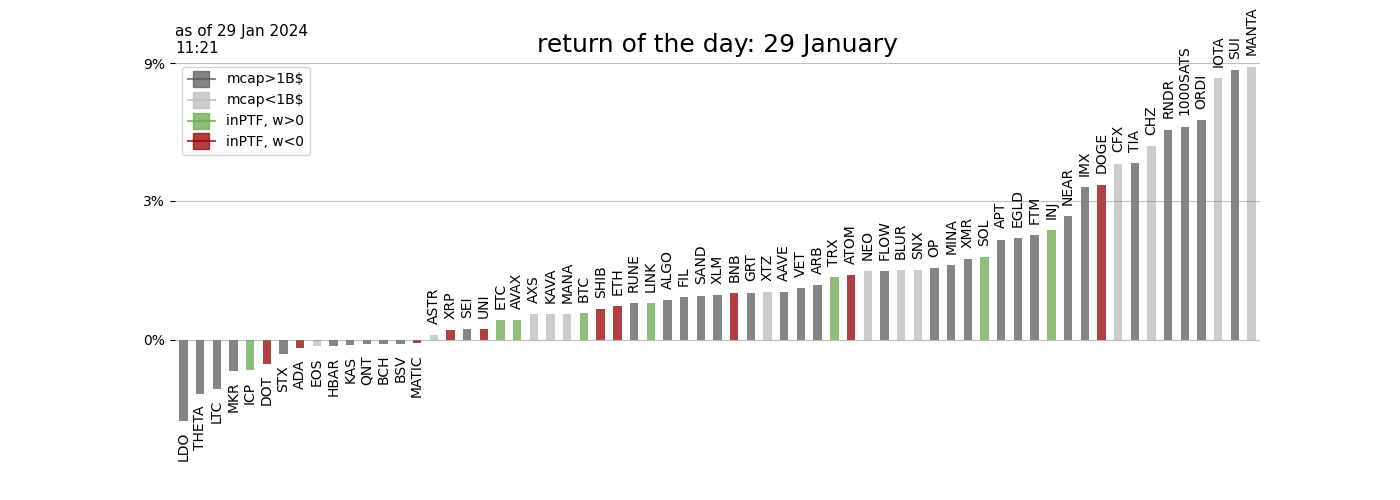 as of 29 Jan 2024
11:21
return of the day: 29 January
9%
3%
0%
mcap>1B$
mcap<1B$
inPTF, w>0
inPTF, w<0
LDO
THETA
LTC
MKR
ICP
DOT
STX
ADA
EOS
HBAR
KAS
QNT
BCH
BSV
MATIC
ASTR
XRP
SEI
UNI
ETC
AVAX
AXS
KAVA
MANA
BTC
SHIB
ETH
RUNE
LINK
ALGO
FIL
SAND
XLM
BNB
GRT
XTZ
AAVE
VET
ARB
TRX
ATOM
NEO
FLOW
BLUR
SNX
OP
MINA
XMR
SOL
APT
EGLD
FTM
INJ
NEAR
IMX
DOGE
CFX
TIA
CHZ
RNDR
1000SATS
ORDI
IOTA
SUI
MANTA